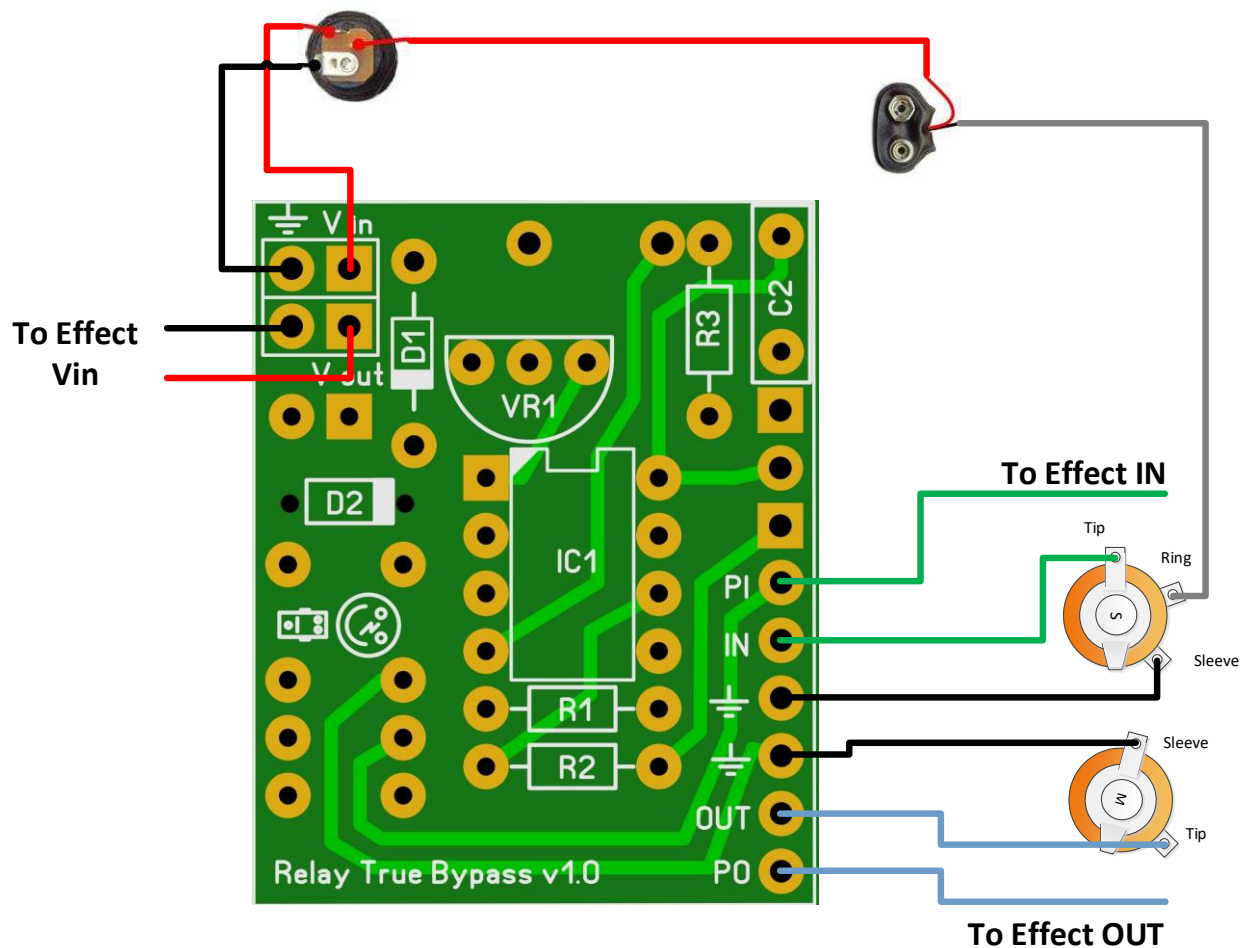 V in
To Effect
Vin
V out
D1
R3
C2
VR1
To Effect IN
D2
Tip
IC1
Ring
PI
S
IN
Sleeve
R1
Sleeve
R2
M
OUT
Tip
Relay True Bypass v1.0
PO
To Effect OUT